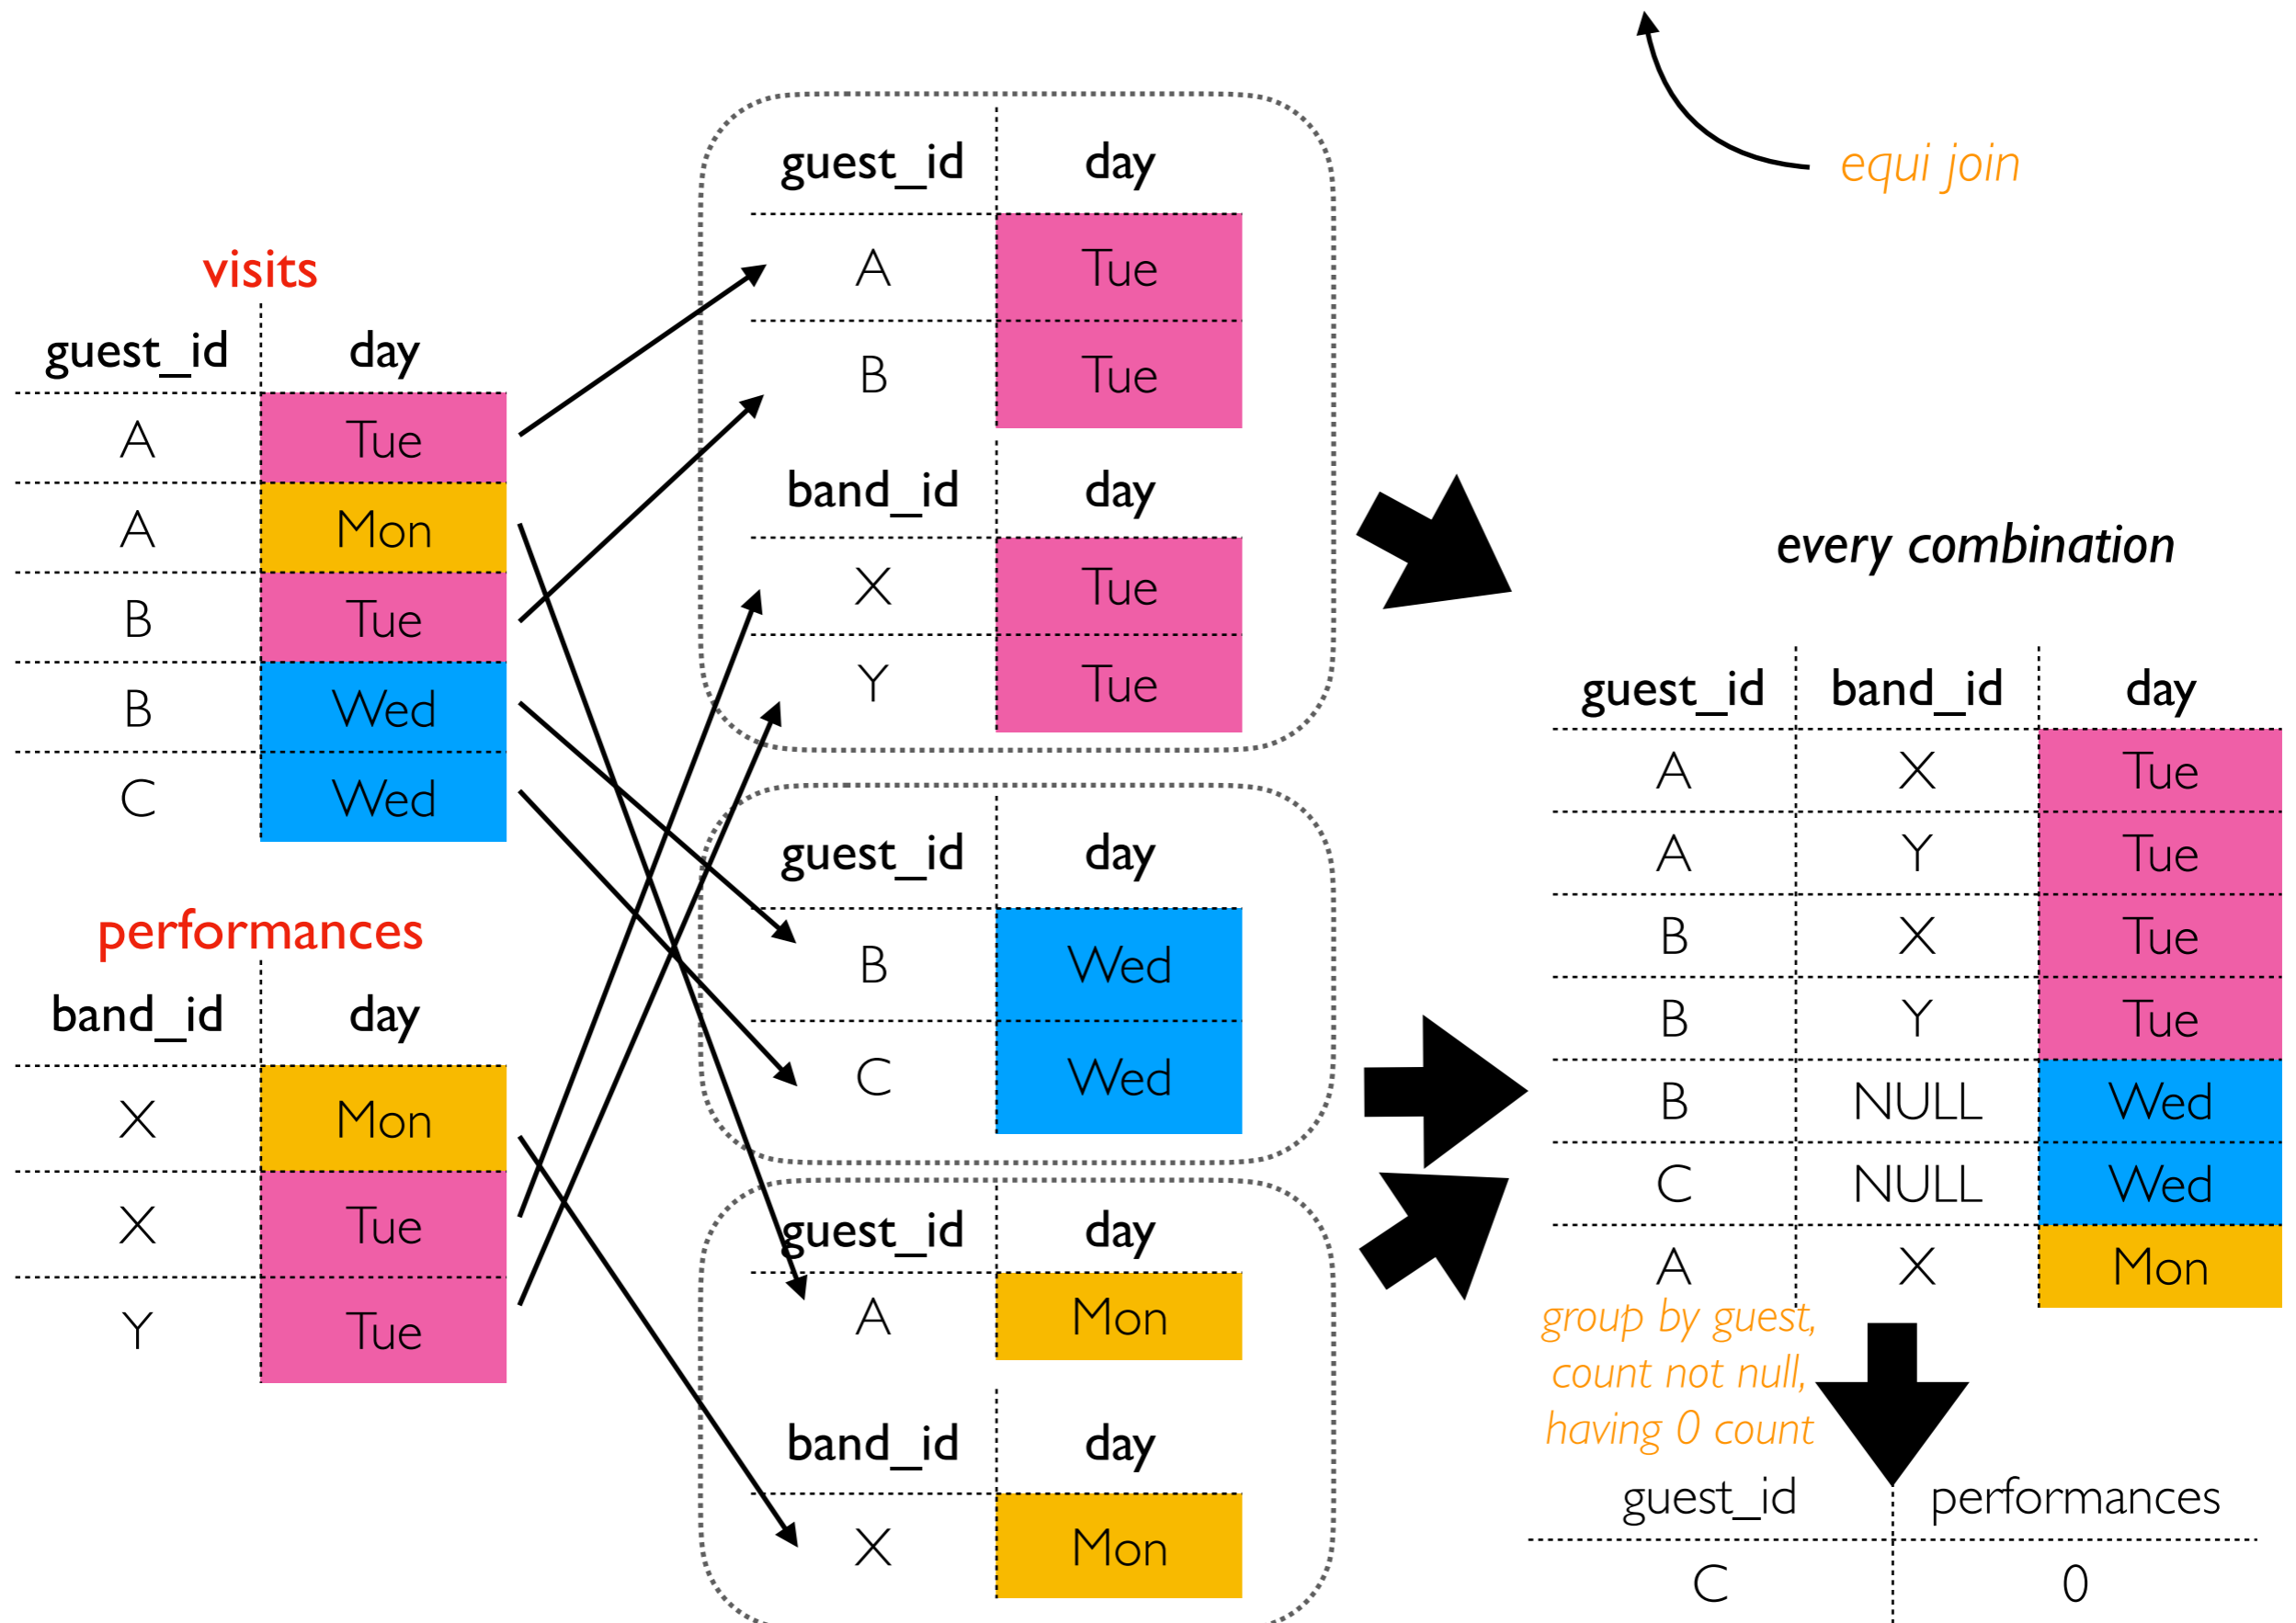 equi join
visits
guest_id day
A Tue
A Mon
B Tue
B Wed
C Wed
performances
band_id day
X Mon
X Tue
Y Tue
guest_id day
A Tue
B Tue
band_id day
X Tue
Y Tue
guest_id day
B Wed
C Wed
guest_id day
A Mon
band_id day
X Mon
every combination
guest_id band_id day
A X Tue
A Y Tue
B X Tue
B Y Tue
B NULL Wed
C NULL Wed
A X Mon
group by guest,
count not null,
having 0 count
guest_id performances
C 0